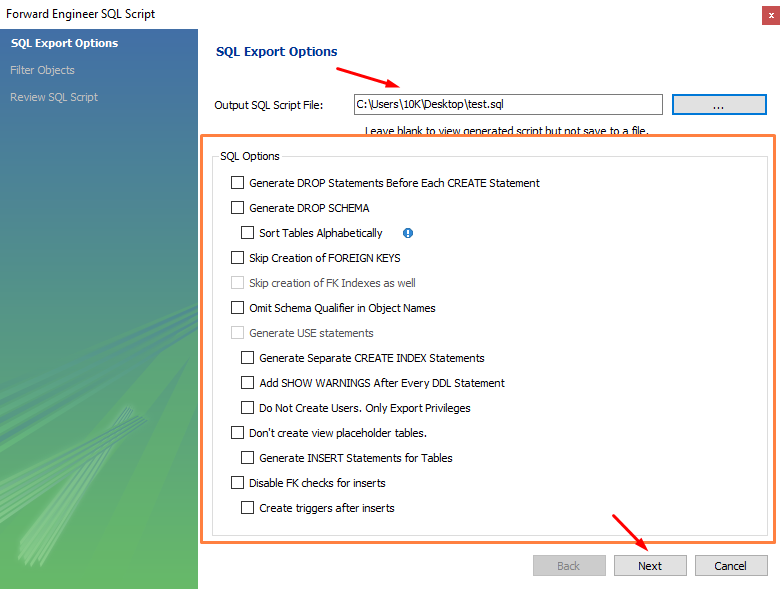 Forward Engineer SQL Script
x
SQL Export Options
Filter Objects
Review SQL Script
SQL Export Options
Output SQL Script File:
C:\Users\10K\Desktop\test.sql
...
Leave blank to view generated script but not save to a file.
SQL Options
Generate DROP Statements Before Each CREATE Statement
Generate DROP SCHEMA
Sort Tables Alphabetically
Skip Creation of FOREIGN KEYS
Skip creation of FK Indexes as well
Omit Schema Qualifier in Object Names
Generate USE statements
Generate Separate CREATE INDEX Statements
Add SHOW WARNINGS After Every DDL Statement
Do Not Create Users. Only Export Privileges
Don't create view placeholder tables.
Generate INSERT Statements for Tables
Disable FK checks for inserts
Create triggers after inserts
Back
Next
Cancel